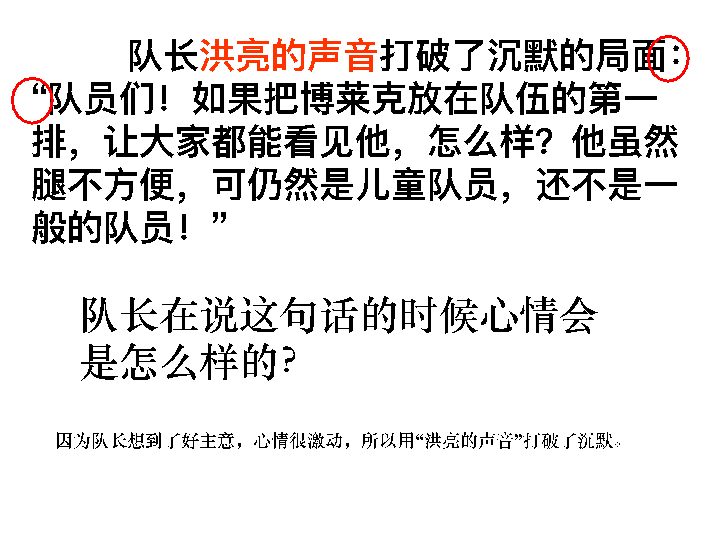 队长洪亮的声音打破了沉默的局面：
“队员们！如果把博莱克放在队伍的第一
排，让大家都能看见他，怎么样？他虽然
腿不方便，可仍然是儿童队员，还不是一
般的队员！”
队长在说这句话的时候心情会
是怎么样的？
因为队长想到了好主意，心情很激动，所以用“洪亮的声音”打破了沉默。